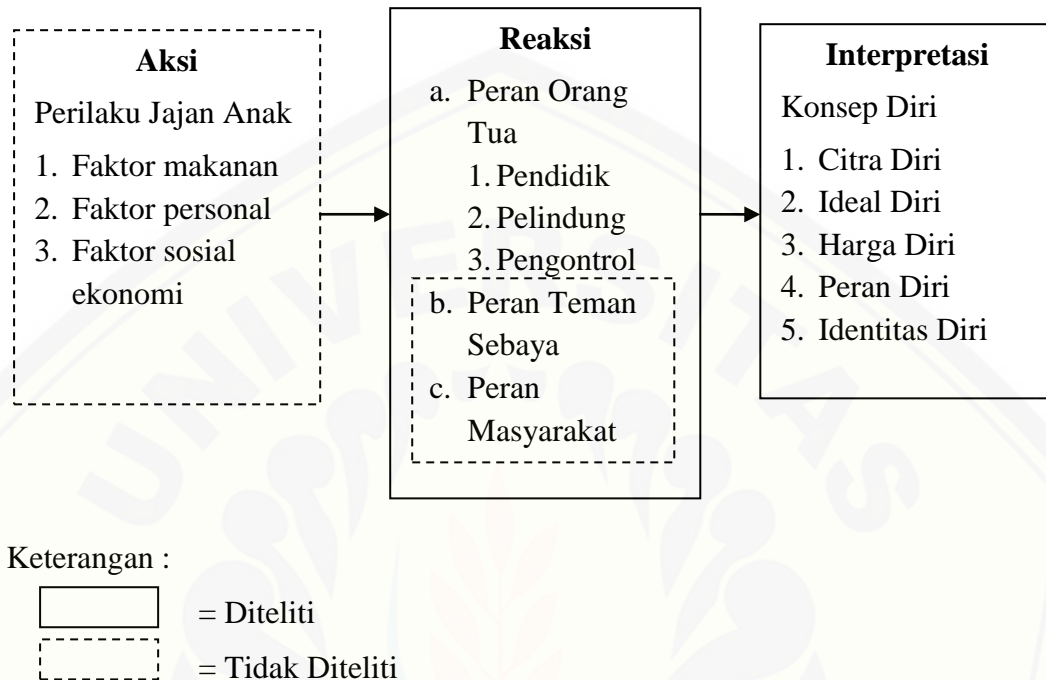 Aksi
Perilaku Jajan Anak
1. Faktor makanan
2. Faktor personal
3. Faktor sosial
ekonomi
Reaksi
a. Peran Orang
Tua
1. Pendidik
2. Pelindung
3. Pengontrol
b. Peran Teman
Sebaya
c. Peran
Masyarakat
Interpretasi
Konsep Diri
1. Citra Diri
2. Ideal Diri
3. Harga Diri
4. Peran Diri
5. Identitas Diri
Keterangan :
= Diteliti
= Tidak Diteliti
UNIVERSITAS